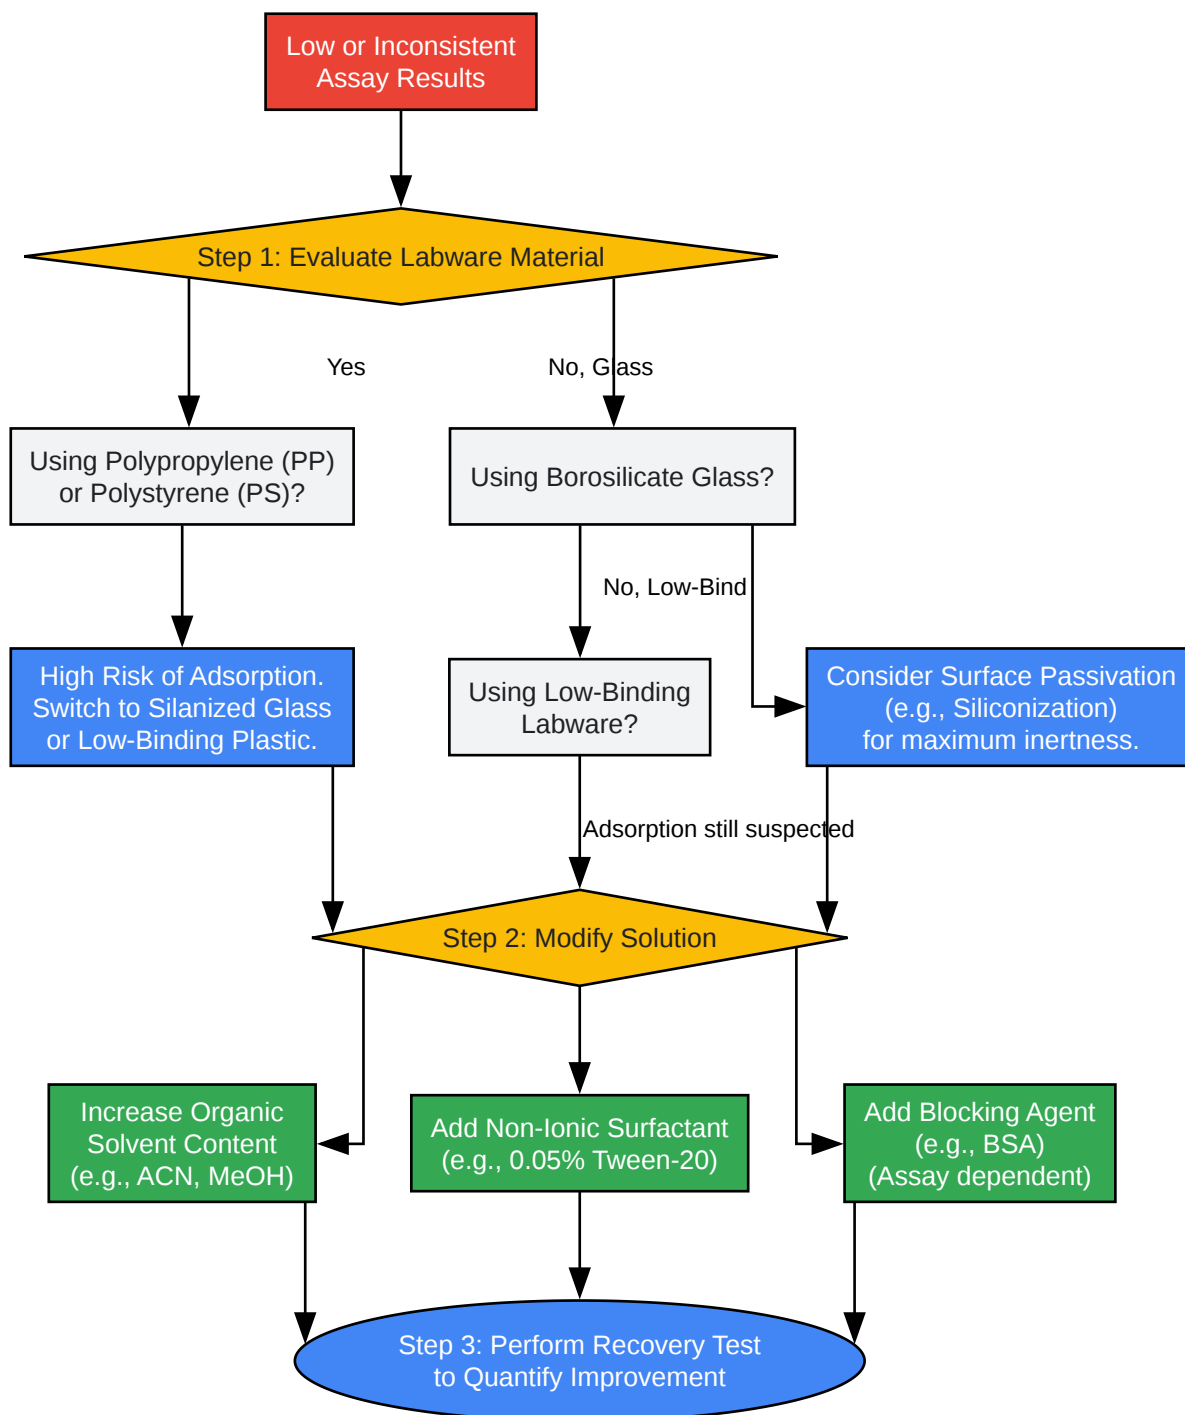 Low or Inconsistent
Assay Results
Step 1: Evaluate Labware Material
Yes
No, Glass
Using Polypropylene (PP)
or Polystyrene (PS)?
Using Borosilicate Glass?
No, Low-Bind
High Risk of Adsorption.
Switch to Silanized Glass
or Low-Binding Plastic.
Using Low-Binding
Labware?
Consider Surface Passivation
(e.g., Siliconization)
for maximum inertness.
Adsorption still suspected
Step 2: Modify Solution
Increase Organic
Solvent Content
(e.g., ACN, MeOH)
Add Non-Ionic Surfactant
(e.g., 0.05% Tween-20)
Add Blocking Agent
(e.g., BSA)
(Assay dependent)
Step 3: Perform Recovery Test
to Quantify Improvement